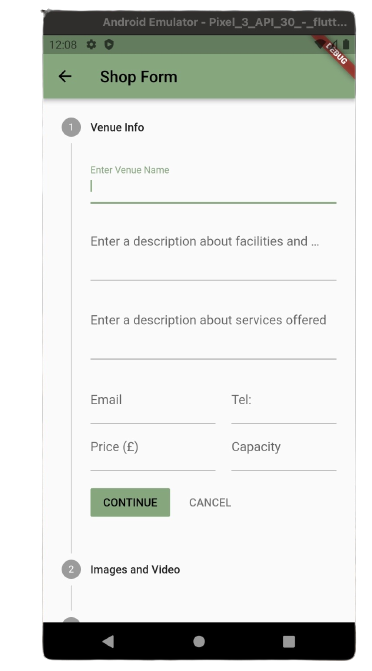 Android Emulator - Pixel_3_API_30_-_flutt...
12:08
DEBUG
Shop Form
1 Venue Info
Enter Venue Name
Enter a description about facilities and ...
Enter a description about services offered
Email Tel:
Price (£) Capacity
CONTINUE CANCEL
2 Images and Video